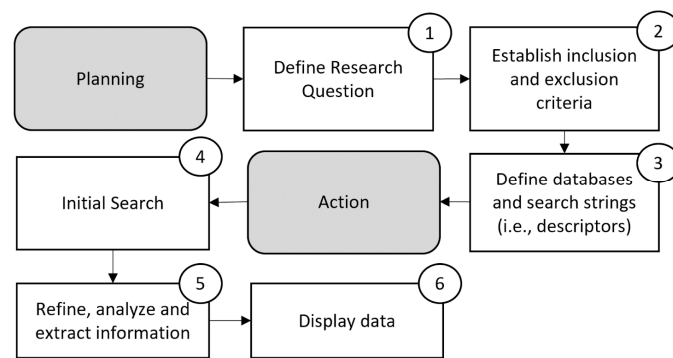 Planning
1
Define Research
Question
2
Establish inclusion
and exclusion
criteria
3
Define databases
and search strings
(i.e., descriptors)
Action
4
Initial Search
5
Refine, analyze and
extract information
6
Display data